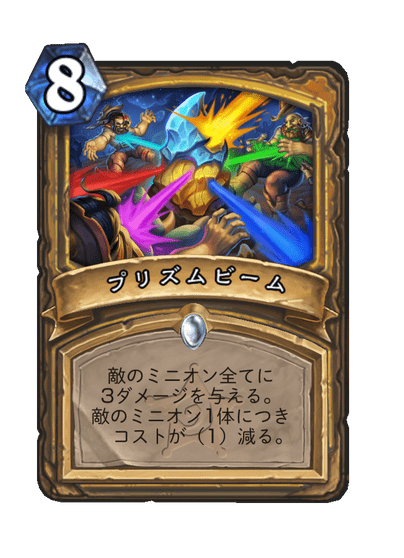 8
プリズムビーム
敵のミニオン全てに
3ダメージを与える。
敵のミニオン1体につき
コストが（1）減る。